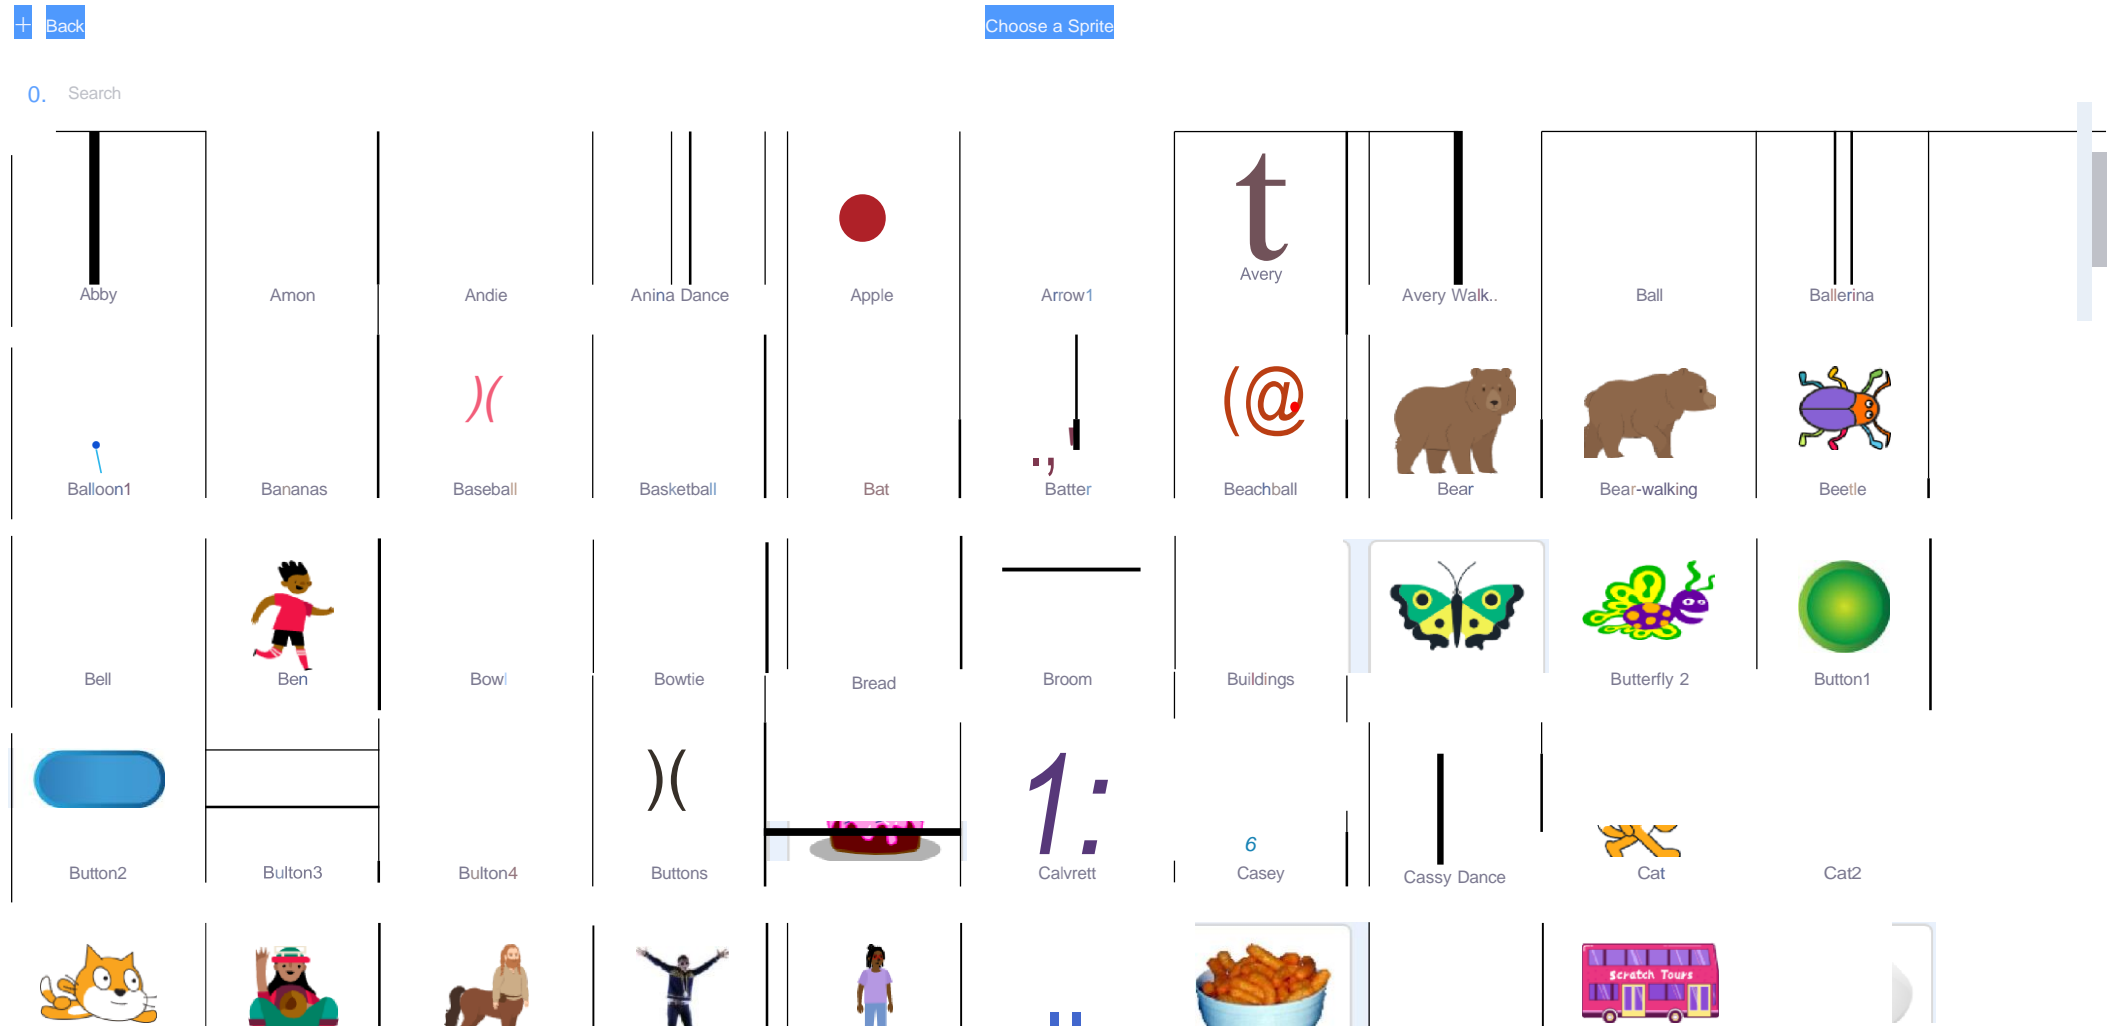 + Back Choose a Sprite
0. Search
t
Avery
Abby Amon Andie Anina Dance Apple Arrow1 Avery Walk.. Ball Ballerina
)( (@
.,
Balloon1 Bananas Baseball Basketball Bat Batter Beachball Bear Bear-walking Beetle
Bell Ben Bowl Bowtie Bread Broom Buildings Butterfly 2 Button1
)( 1:
6
Button2 Bulton3 Bulton4 Buttons Calvrett Casey Cassy Dance Cat Cat2
Scratch Tours